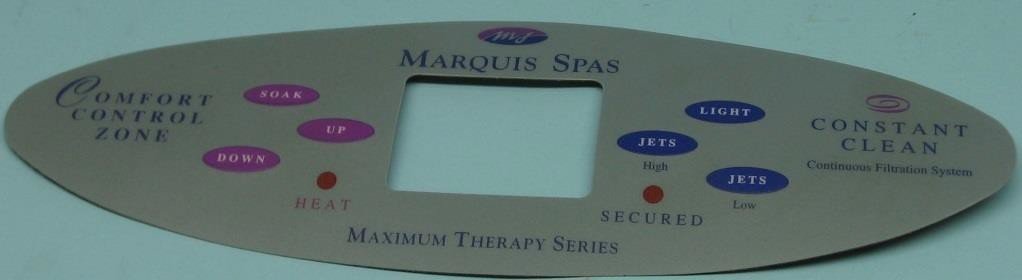 MS
MARQUIS SPAS
COMFORT
CONTROL
ZONE
SOAK
UP
DOWN
HEAT
LIGHT
JETS
High
JETS
Low
SECURED
CONSTANT
CLEAN
Continuous Filtration System
MAXIMUM THERAPY SERIES